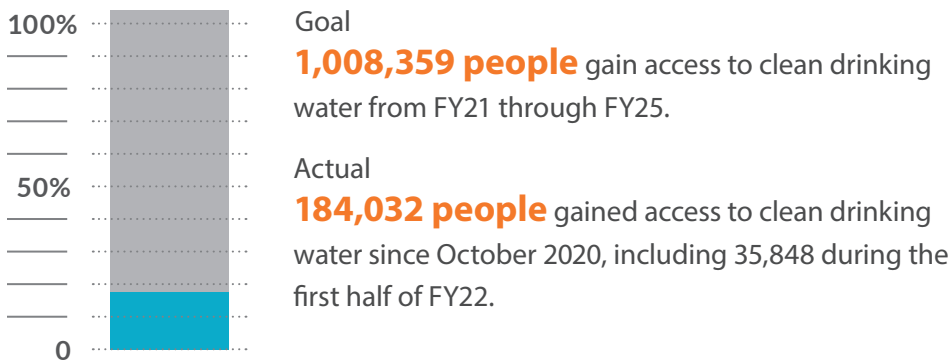 100%
50%
0
Goal
1,008,359 people gain access to clean drinking
water from FY21 through FY25.
Actual
184,032 people gained access to clean drinking
water since October 2020, including 35,848 during the
first half of FY22.